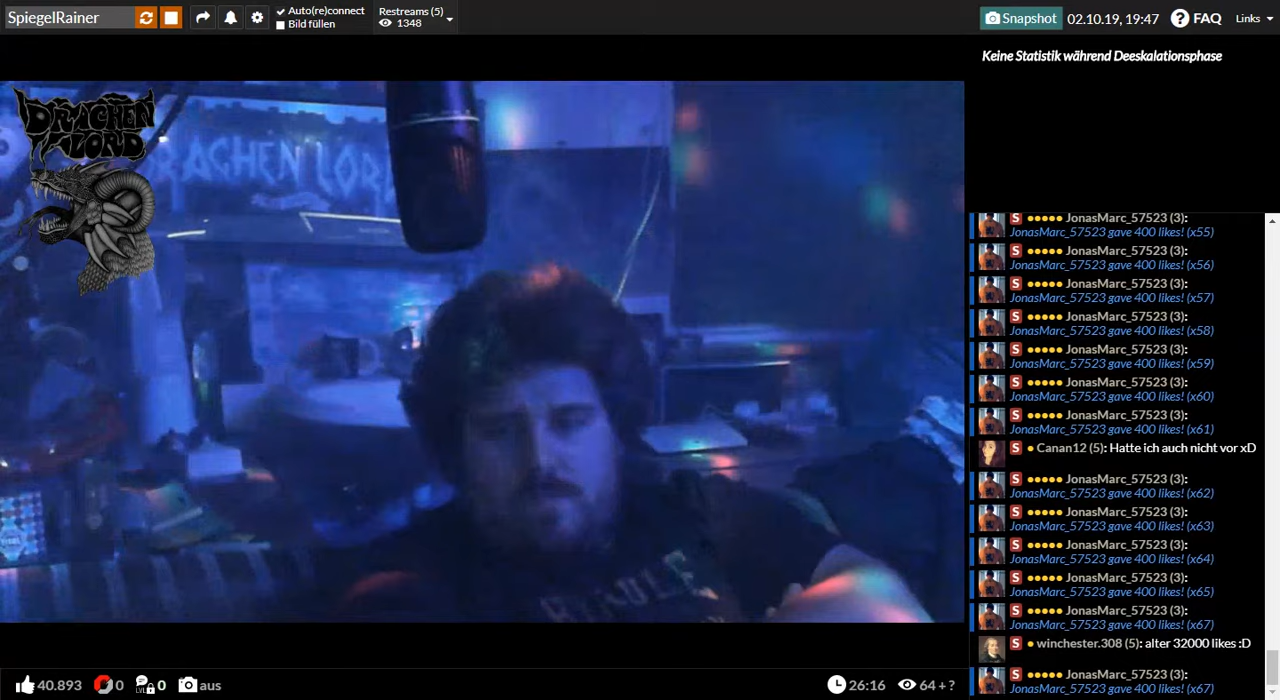 SpiegelRainer
Auto(re)connect
Bild füllen
Restreams (5)
1348
Snapshot
02.10.19, 19:47
FAQ
Links
Keine Statistik während Deeskalationsphase
DRACHEN
LORD
RACHEN LORD
S JonasMarc_57523 (3):
JonasMarc_57523 gave 400 likes! (x55)
S JonasMarc_57523 (3):
JonasMarc_57523 gave 400 likes! (x56)
S JonasMarc_57523 (3):
JonasMarc_57523 gave 400 likes! (x57)
S JonasMarc_57523 (3):
JonasMarc_57523 gave 400 likes! (x58)
S JonasMarc_57523 (3):
JonasMarc_57523 gave 400 likes! (x59)
S JonasMarc_57523 (3):
JonasMarc_57523 gave 400 likes! (x60)
S JonasMarc_57523 (3):
JonasMarc_57523 gave 400 likes! (x61)
S Canan12 (5): Hatte ich auch nicht vor xD
S JonasMarc_57523 (3):
JonasMarc_57523 gave 400 likes! (x62)
S JonasMarc_57523 (3):
JonasMarc_57523 gave 400 likes! (x63)
S JonasMarc_57523 (3):
JonasMarc_57523 gave 400 likes! (x64)
S JonasMarc_57523 (3):
JonasMarc_57523 gave 400 likes! (x65)
S JonasMarc_57523 (3):
JonasMarc_57523 gave 400 likes! (x67)
S winchester.308 (5): alter 32000 likes :D
S JonasMarc_57523 (3):
JonasMarc_57523 gave 400 likes! (x67)
40.893
0
LVL
0
aus
26:16
64 + ?